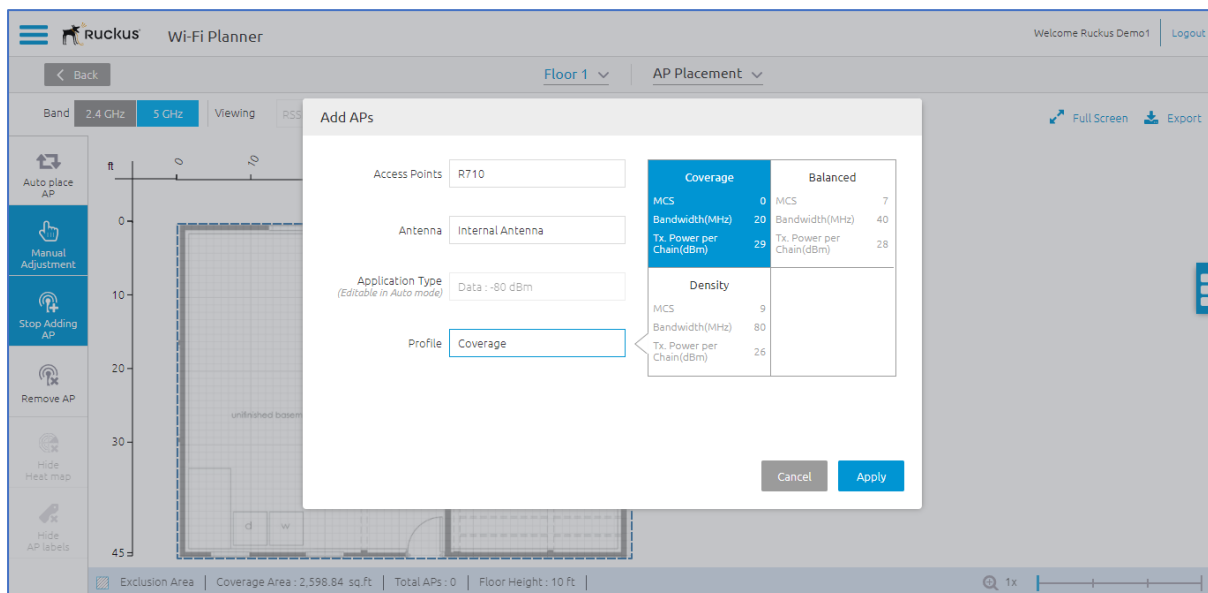 Ruckus Wi-Fi Planner Welcome Ruckus Demo1 Logout
Back Floor 1 AP Placement
Band 2.4 GHz 5 GHz Viewing RSS Full Screen Export
Auto place
AP
Manual
Adjustment
Stop Adding
AP
Remove AP
Hide
Heat map
Hide
AP labels
ft 0 10
0
10
20
30
45
unfinished basem
d w
Add APs
Access Points R710
Antenna Internal Antenna
Application Type
(Editable in Auto mode)
Data : -80 dBm
Profile Coverage
Coverage
MCS 0
Bandwidth(MHz) 20
Tx. Power per
Chain(dBm) 29
Balanced
MCS 7
Bandwidth(MHz) 40
Tx. Power per
Chain(dBm) 28
Density
MCS 9
Bandwidth(MHz) 80
Tx. Power per
Chain(dBm) 26
Cancel Apply
Exclusion Area Coverage Area : 2,598.84 sq.ft Total APs : 0 Floor Height : 10 ft 1x